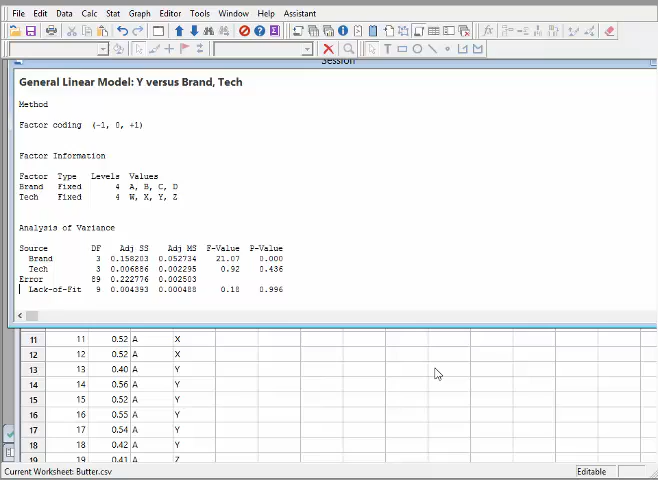 File Edit Data Calc Stat Graph Editor Tools Window Help Assistant
Session
General Linear Model: Y versus Brand, Tech
Method
Factor coding (-1, 0, +1)
Factor Information
Factor Type Levels Values
Brand Fixed 4 A, B, C, D
Tech Fixed 4 W, X, Y, Z
Analysis of Variance
Source DF Adj SS Adj MS F-Value P-Value
Brand 3 0.158203 0.052734 21.07 0.000
Tech 3 0.006886 0.002295 0.92 0.436
Error 89 0.222776 0.002503
Lack-of-Fit 9 0.004393 0.000488 0.18 0.996
11 11 0.52 A X
12 12 0.52 A X
13 13 0.40 A Y
14 14 0.56 A Y
15 15 0.52 A Y
16 16 0.55 A Y
17 17 0.54 A Y
18 18 0.42 A Y
19 19 0.41 A Z
Current Worksheet: Butter.csv Editable